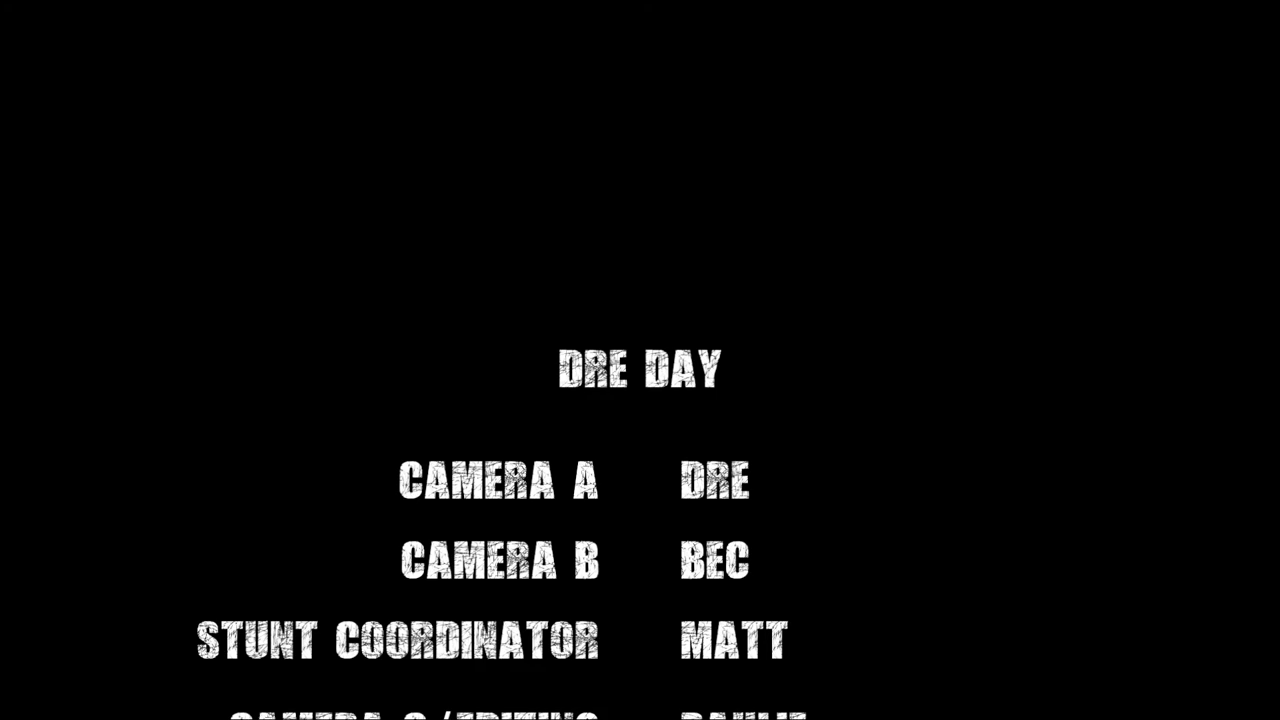 DRE DAY
CAMERA A DRE
CAMERA B BEC
STUNT COORDINATOR MATT